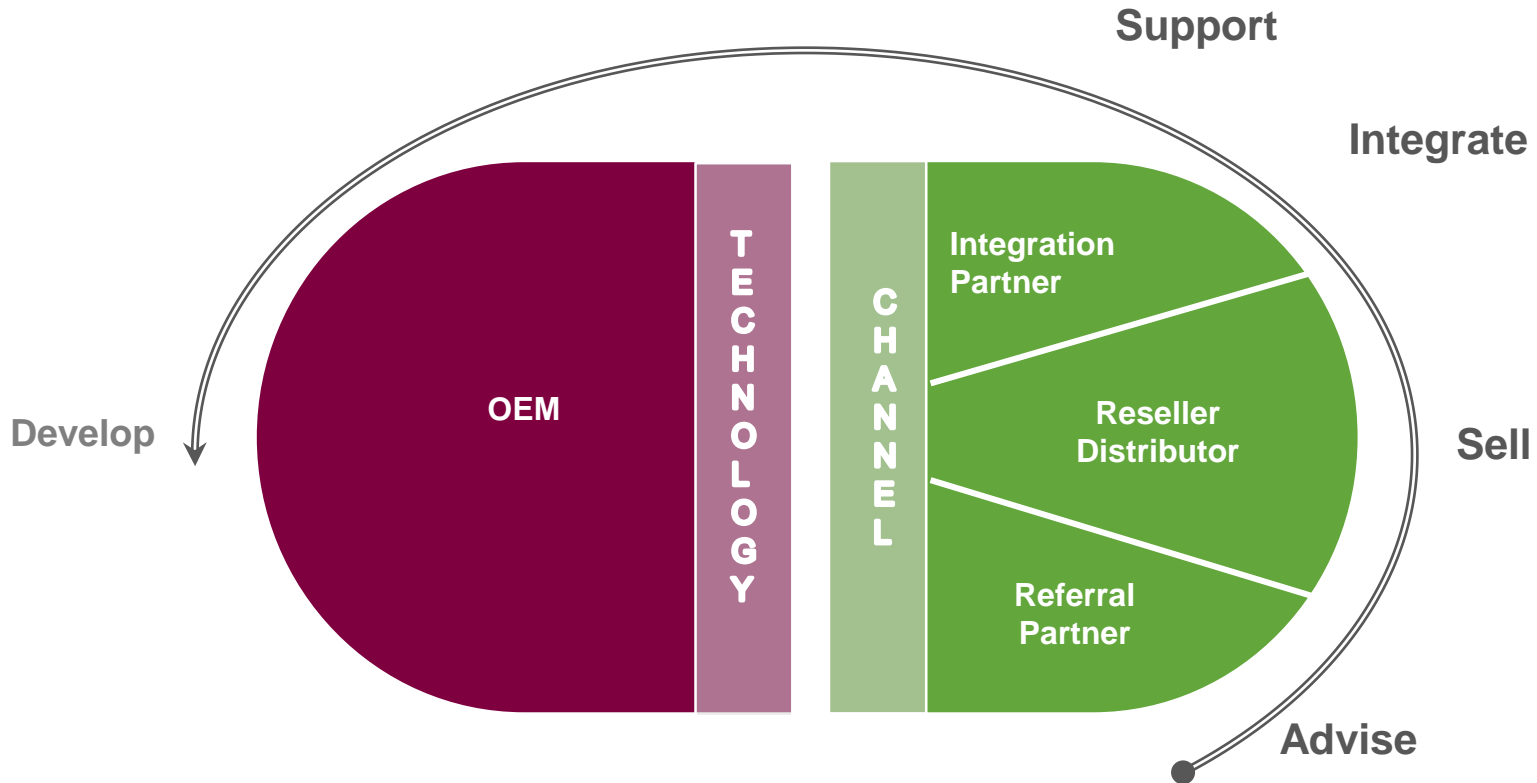 Support
Integrate
Integration
Partner
TECHNOLOGY
CHANNEL
OEM
Develop
Reseller
Distributor
Sell
Referral
Partner
Advise